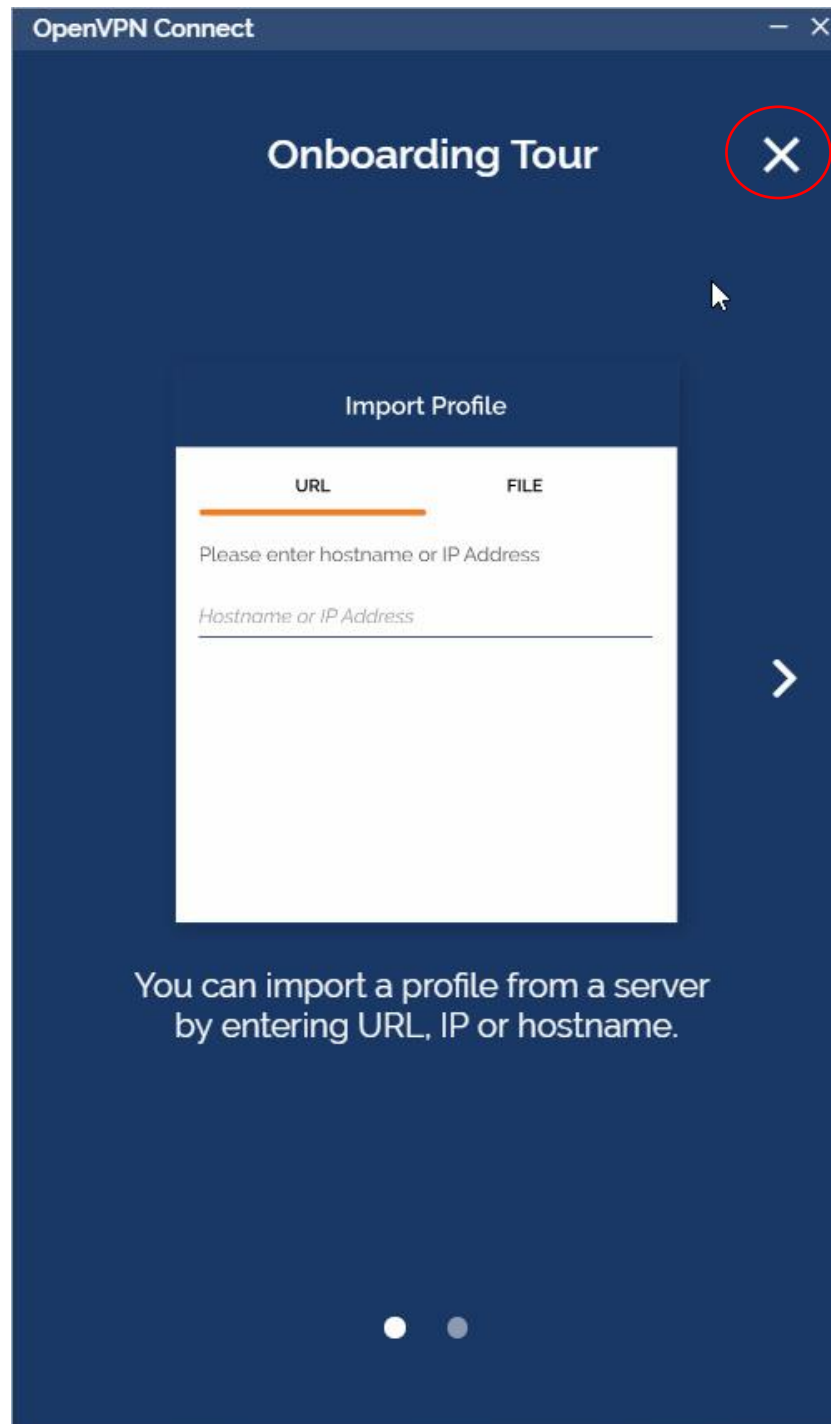 OpenVPN Connect
Onboarding Tour
Import Profile
URL FILE
Please enter hostname or IP Address
Hostname or IP Address
You can import a profile from a server
by entering URL, IP or hostname.